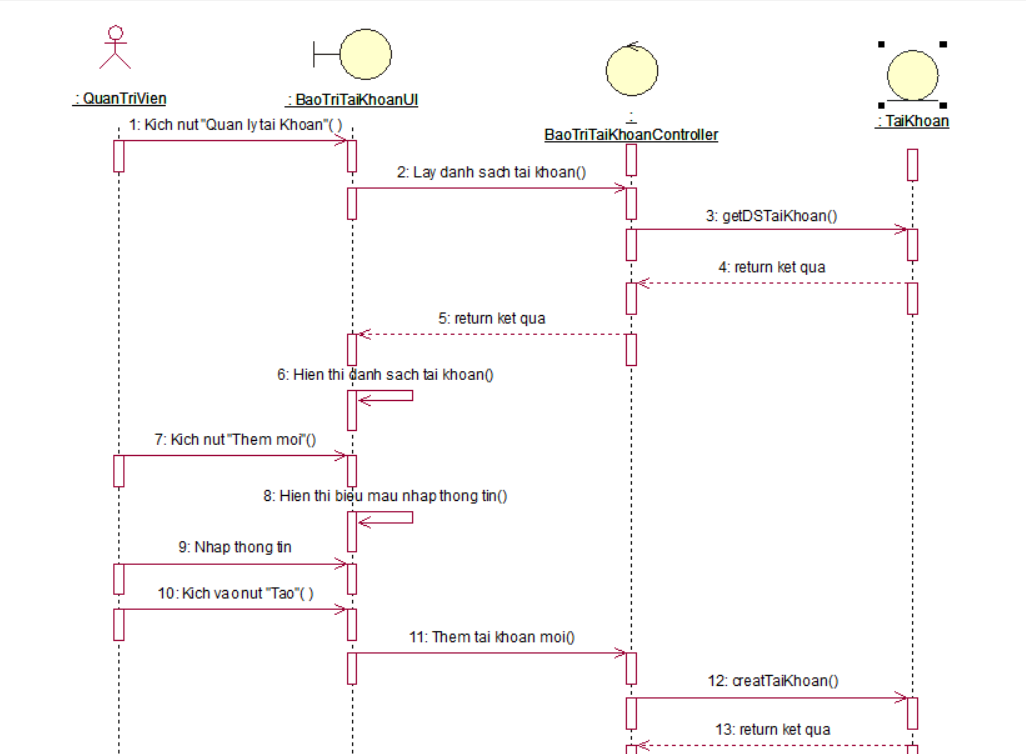 : QuanTriVien
: BaoTriTaiKhoanUI
:
BaoTriTaiKhoanController
: TaiKhoan
1: Kich nut "Quan ly tai Khoan"( )
2: Lay danh sach tai khoan()
3: getDSTaiKhoan()
4: return ket qua
5: return ket qua
6: Hien thi danh sach tai khoan()
7: Kich nut "Them moi"()
8: Hien thi bieu mau nhap thong tin()
9: Nhap thong tin
10: Kich vao nut "Tao"( )
11: Them tai khoan moi()
12: creatTaiKhoan()
13: return ket qua